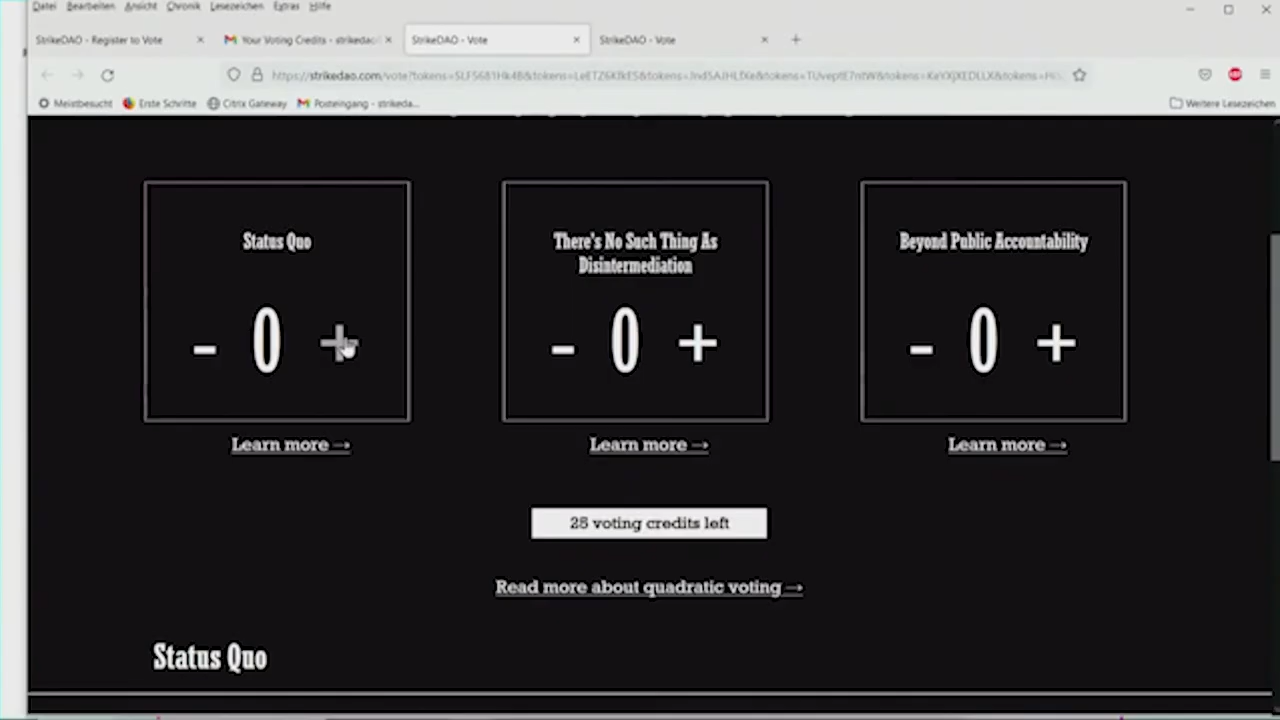 Datei Bearbeiten Ansicht Chronik Lesezeichen Extras Hilfe
StrikeDAO - Register to Vote
Your Voting Credits - strikedao
StrikeDAO - Vote
StrikeDAO - Vote
Meistbesucht Erste Schritte Citrix Gateway Posteingang - strikeda... Weitere Lesezeichen
Status Quo
- 0 +
Learn more →
There's No Such Thing As
Disintermediation
- 0 +
Learn more →
Beyond Public Accountability
- 0 +
Learn more →
25 voting credits left
Read more about quadratic voting →
Status Quo